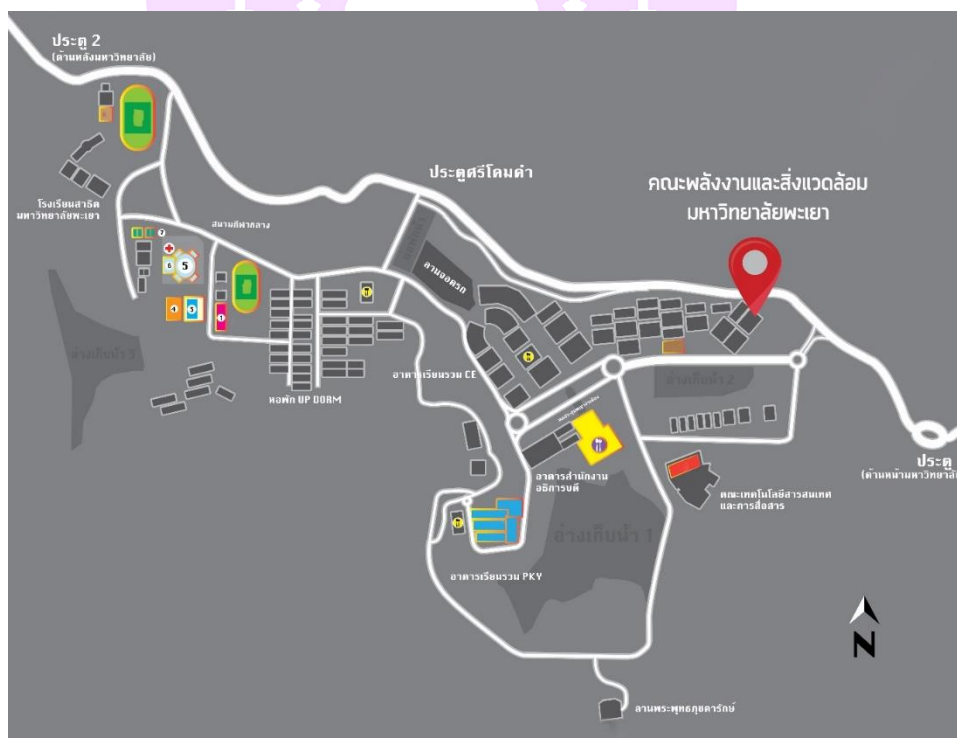 ประตู 2
(ด้านหลังมหาวิทยาลัย)
ประตูศรีโคมคำ
คณะพลังงานและสิ่งแวดล้อม
มหาวิทยาลัยพะเยา
โรงเรียนสาธิต
มหาวิทยาลัยพะเยา
สนามกีฬากลาง
ลานจอดรถ
7
6
5
4
3
1
อ่างเก็บน้ำ 3
อ่างเก็บน้ำ 2
อาคารเรียนรวม CE
หอพัก UP DORM
ประตู
(ด้านหน้ามหาวิทยาลัย
อาคารสำนักงาน
อธิการบดี
คณะเทคโนโลยีสารสนเทศ
และการสื่อสาร
อ่างเก็บน้ำ 1
อาคารเรียนรวม PKY
N
ลานพระพุทธภุชคารักษ์